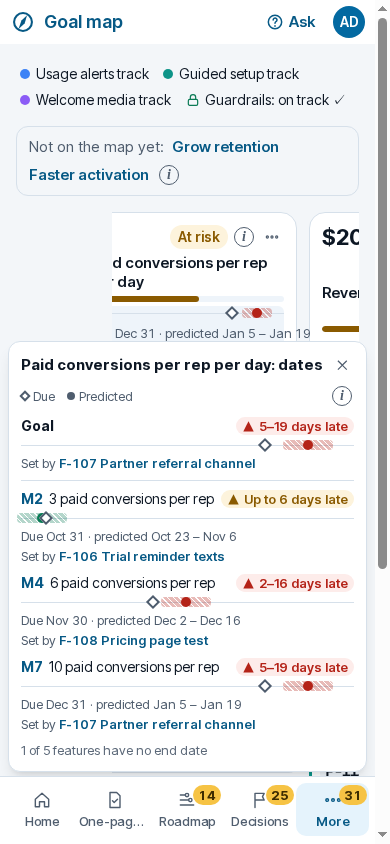 Goal map
Ask
AD
Usage alerts track
Guided setup track
Welcome media track
Guardrails: on track ✓
Not on the map yet: Grow retention
Faster activation i
At risk i
$20
d conversions per rep
r day
Rever
Dec 31 · predicted Jan 5 – Jan 19
Paid conversions per rep per day: dates
Due
Predicted
i
Goal
▲ 5–19 days late
Set by F-107 Partner referral channel
M2 3 paid conversions per rep
▲ Up to 6 days late
Due Oct 31 · predicted Oct 23 – Nov 6
Set by F-106 Trial reminder texts
M4 6 paid conversions per rep
▲ 2–16 days late
Due Nov 30 · predicted Dec 2 – Dec 16
Set by F-108 Pricing page test
M7 10 paid conversions per rep
▲ 5–19 days late
Due Dec 31 · predicted Jan 5 – Jan 19
Set by F-107 Partner referral channel
1 of 5 features have no end date
14
25
31
Home
One-pag...
Roadmap
Decisions
More